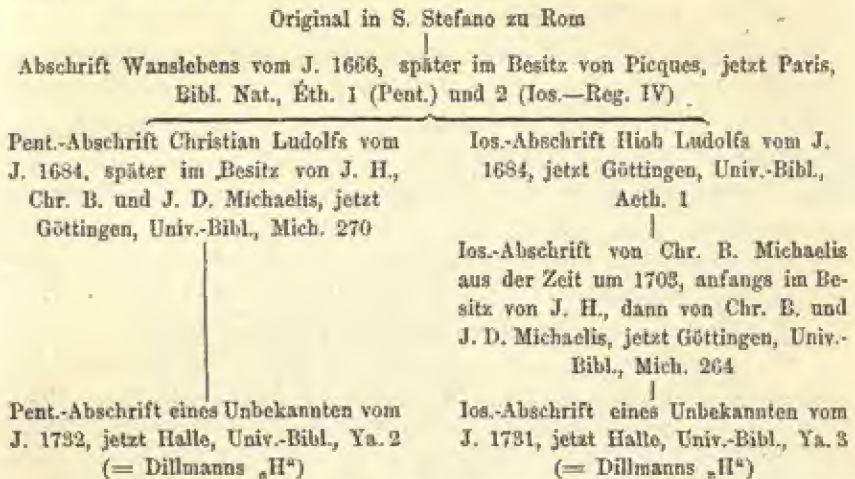 Original in S. Stefano zu Rom
Abschrift Wanslebens vom J. 1666, später im Besitz von Picques, jetzt Paris,
Bibl. Nat., Éth. 1 (Pent.) und 2 (Ios.—Reg. IV)
Pent.-Abschrift Christian Ludolfs vom
J. 1684, später im Besitz von J. H.,
Chr. B. und J. D. Michaelis, jetzt
Göttingen, Univ.-Bibl., Mich. 270
Pent.-Abschrift eines Unbekannten vom
J. 1732, jetzt Halle, Univ.-Bibl., Ya. 2
(= Dillmanns „H“)
Ios.-Abschrift Hiob Ludolfs vom J.
1684, jetzt Göttingen, Univ.-Bibl.,
Aeth. 1
Ios.-Abschrift von Chr. B. Michaelis
aus der Zeit um 1703, anfangs im Be-
sitz von J. H., dann von Chr. B. und
J. D. Michaelis, jetzt Göttingen, Univ.-
Bibl., Mich. 264
Ios.-Abschrift eines Unbekannten vom
J. 1731, jetzt Halle, Univ.-Bibl., Ya. 3
(= Dillmanns „H“)